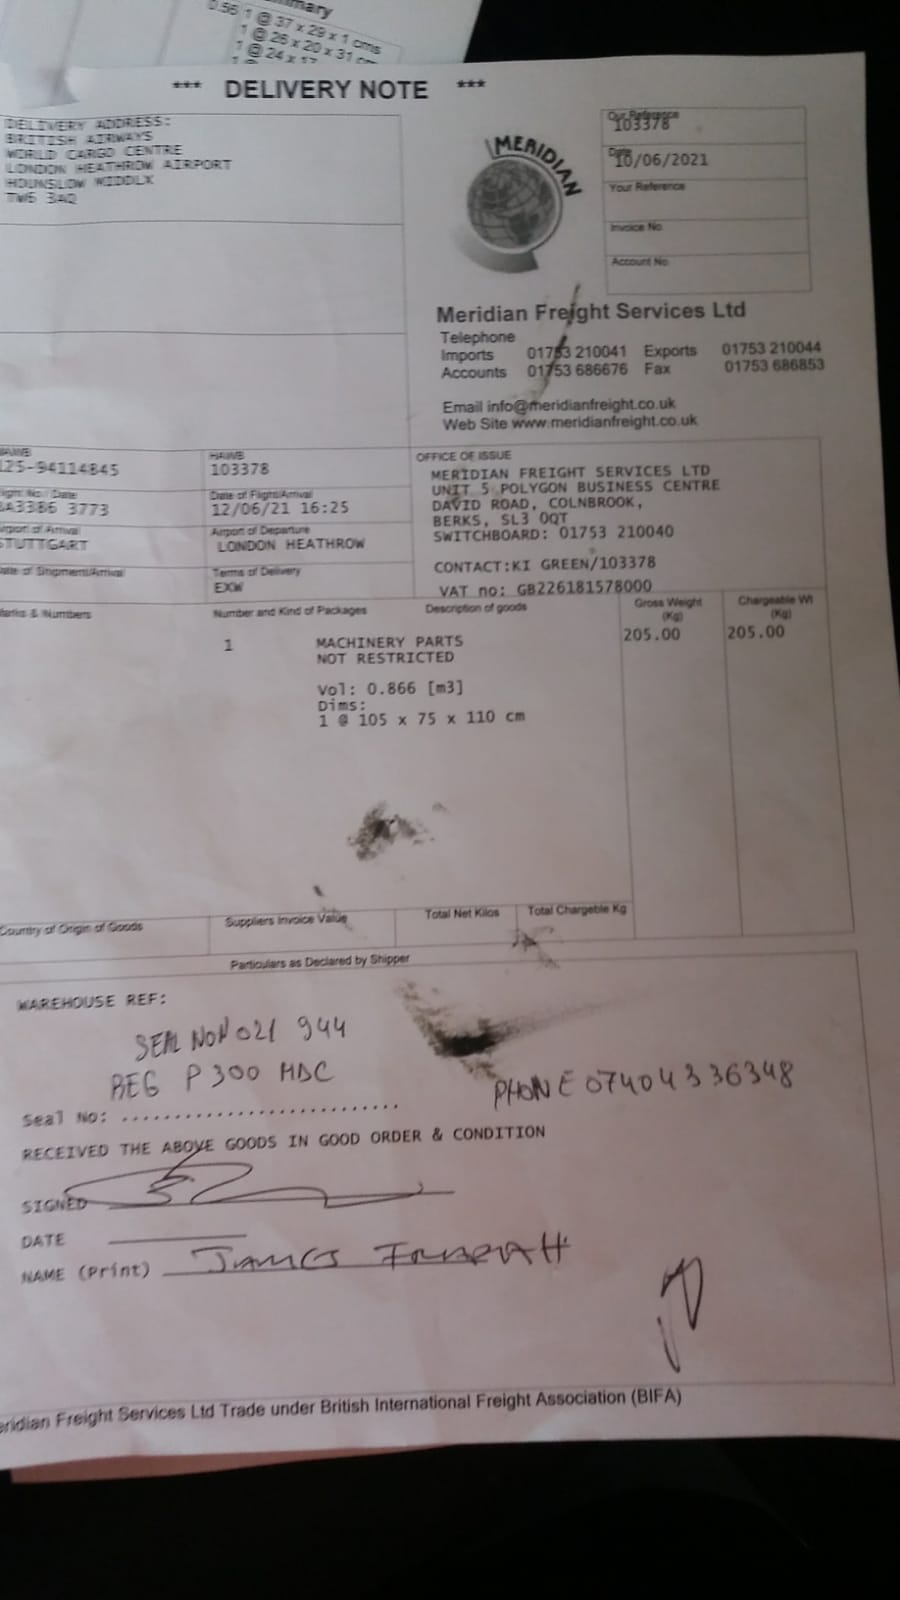 0.56 1 @ 37 x 29 x 1 cms
1 @ 26 x 20 x 31
1 @ 24 x
*** DELIVERY NOTE ***
DELIVERY ADDRESS:
BRITISH AIRWAYS
WORLD CARGO CENTRE
LONDON HEATHROW AIRPORT
HOUNSLOW MIDDLX
TW6 3AQ
MERIDIAN
Our Reference
103378
Date
10/06/2021
Your Reference
Invoice No
Account No
Meridian Freight Services Ltd
Telephone
Imports 01753 210041 Exports 01753 210044
Accounts 01753 686676 Fax 01753 686853
Email info@meridianfreight.co.uk
Web Site www.meridianfreight.co.uk
MAWB
125-94114845
HAWB
103378
Flight No / Date
BA3386 3773
Date of Flight/Arrival
12/06/21 16:25
Airport of Arrival
STUTTGART
Airport of Departure
LONDON HEATHROW
Date of Shipment/Arrival
Terms of Delivery
EXW
OFFICE OF ISSUE
MERIDIAN FREIGHT SERVICES LTD
UNIT 5 POLYGON BUSINESS CENTRE
DAVID ROAD, COLNBROOK,
BERKS, SL3 0QT
SWITCHBOARD: 01753 210040
CONTACT:KI GREEN/103378
VAT no: GB226181578000
Marks & Numbers Number and Kind of Packages Description of goods Gross Weight (Kg) Chargeable Wt (Kg)
1 MACHINERY PARTS 205.00 205.00
NOT RESTRICTED
Vol: 0.866 [m3]
Dims:
1 @ 105 x 75 x 110 cm
Country of Origin of Goods Suppliers Invoice Value Total Net Kilos Total Chargeble Kg
Particulars as Declared by Shipper
WAREHOUSE REF:
SEAL NO 021 944
REG P300 MDC
PHONE 07404336348
Seal No: ............................
RECEIVED THE ABOVE GOODS IN GOOD ORDER & CONDITION
SIGNED
DATE
NAME (Print) JAMES
Meridian Freight Services Ltd Trade under British International Freight Association (BIFA)